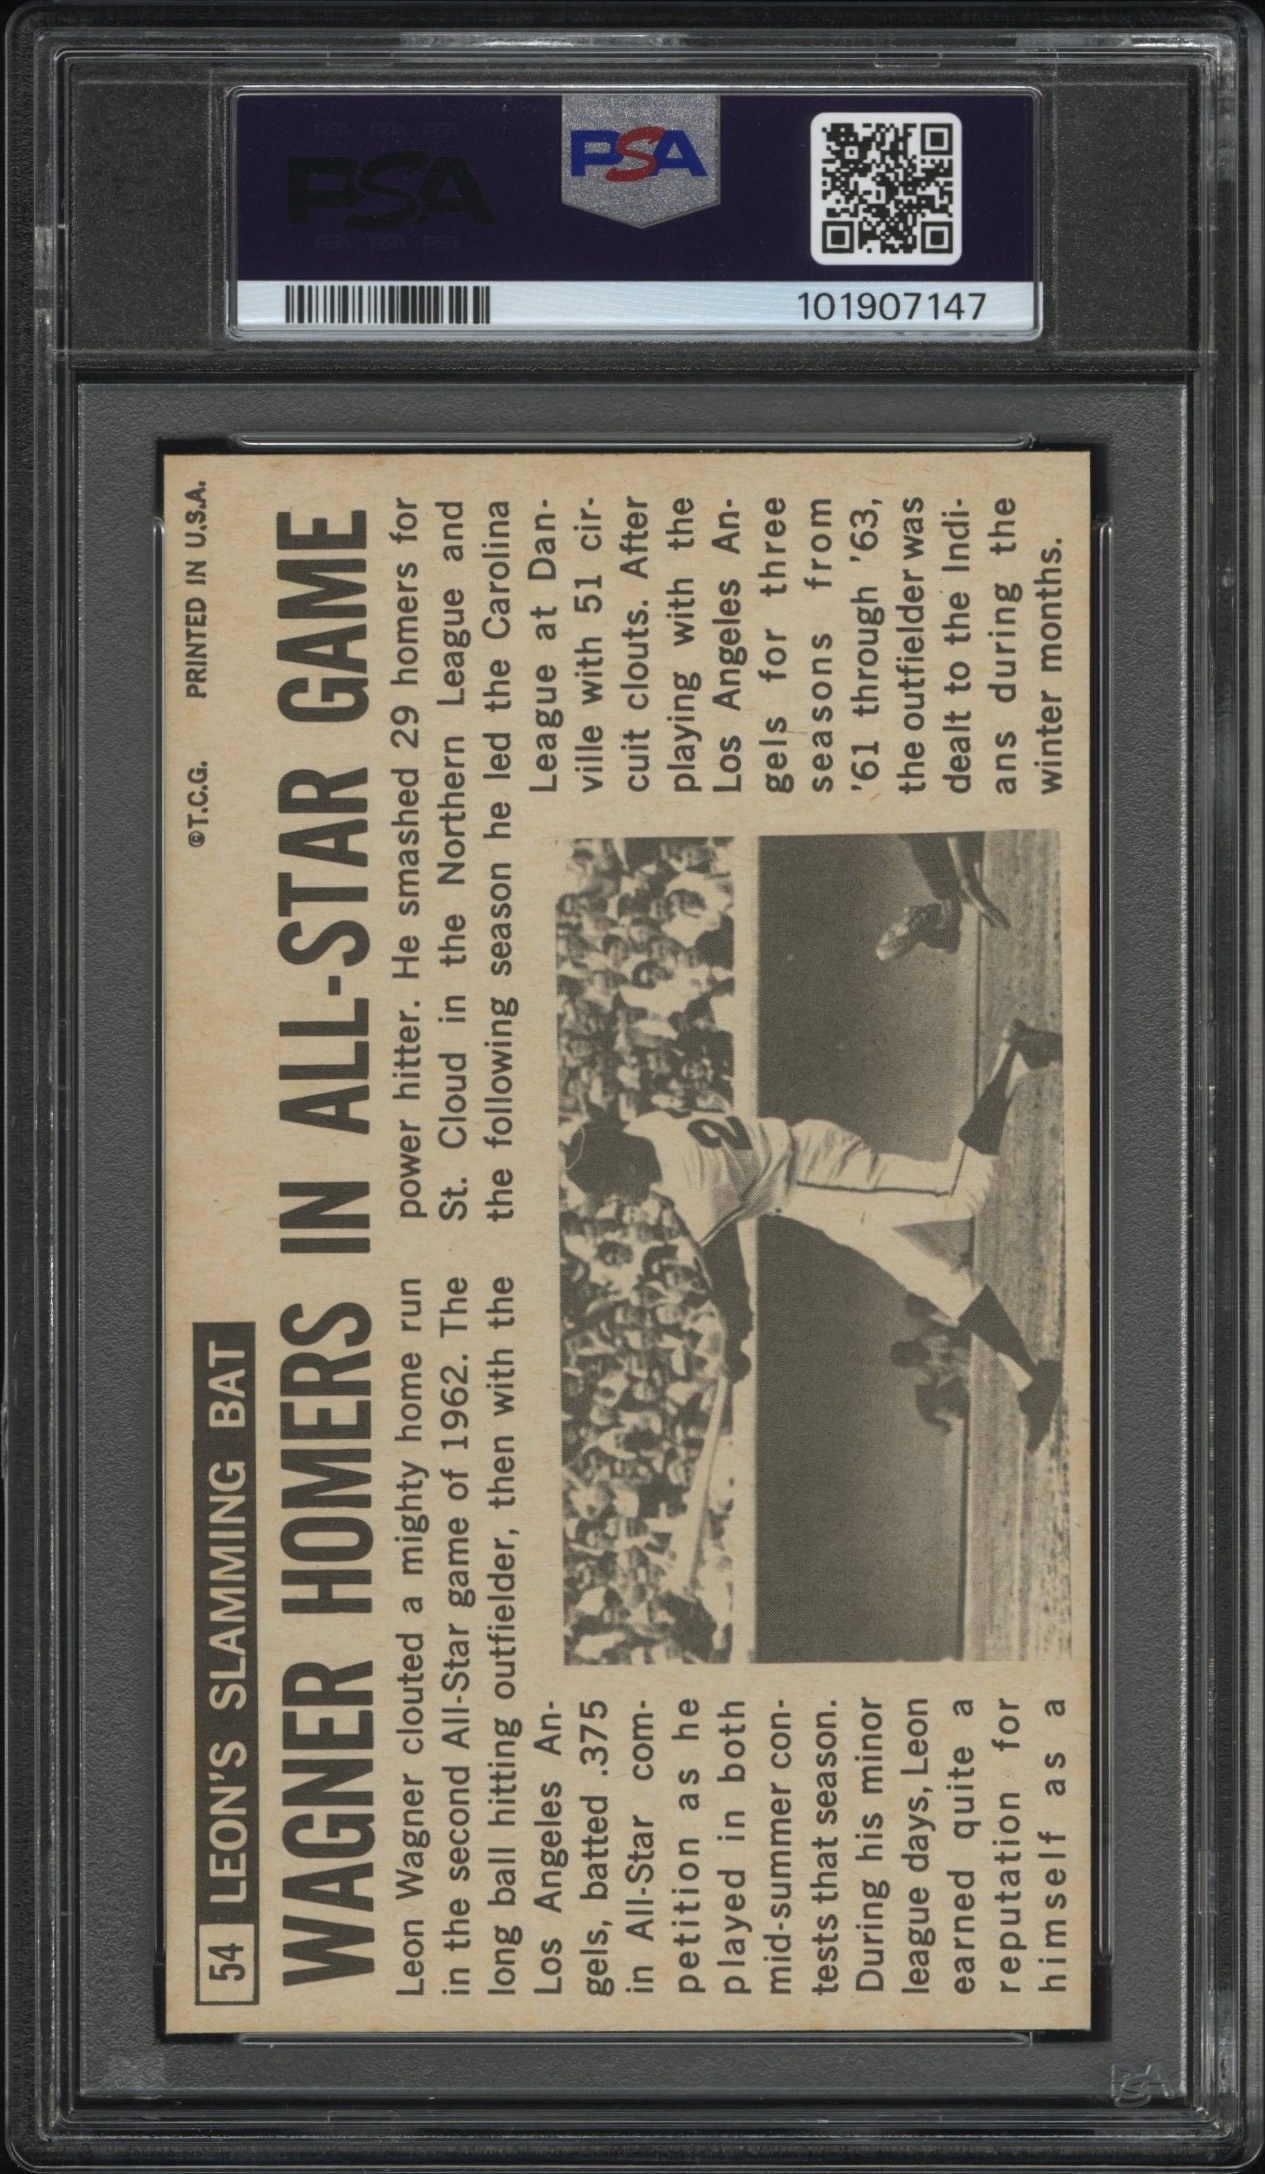 PSA
PSA
101907147
54 LEON'S SLAMMING BAT
©T.C.G. PRINTED IN U.S.A.
WAGNER HOMERS IN ALL-STAR GAME
Leon Wagner clouted a mighty home run
in the second All-Star game of 1962. The
long ball hitting outfielder, then with the
Los Angeles An-
gels, batted .375
in All-Star com-
petition as he
played in both
mid-summer con-
tests that season.
During his minor
league days, Leon
earned quite a
reputation for
himself as a
power hitter. He smashed 29 homers for
St. Cloud in the Northern League and
the following season he led the Carolina
League at Dan-
ville with 51 cir-
cuit clouts. After
playing with the
Los Angeles An-
gels for three
seasons from
'61 through '63,
the outfielder was
dealt to the Indi-
ans during the
winter months.
2
PSA